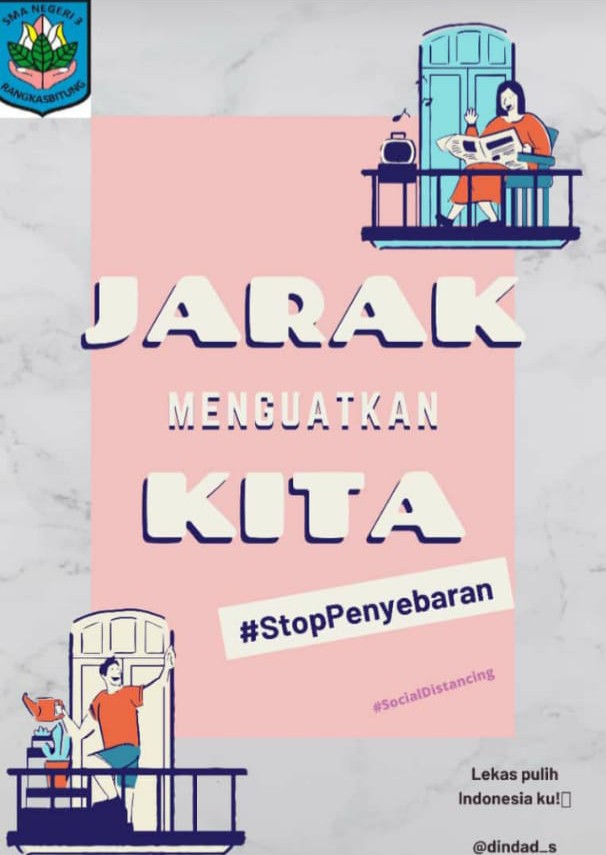 SMA NEGERI 3
RANGKASBITUNG
JARAK
MENGUATKAN
KITA
#StopPenyebaran
#SocialDistancing
Lekas pulih
Indonesia ku!
@dindad_s